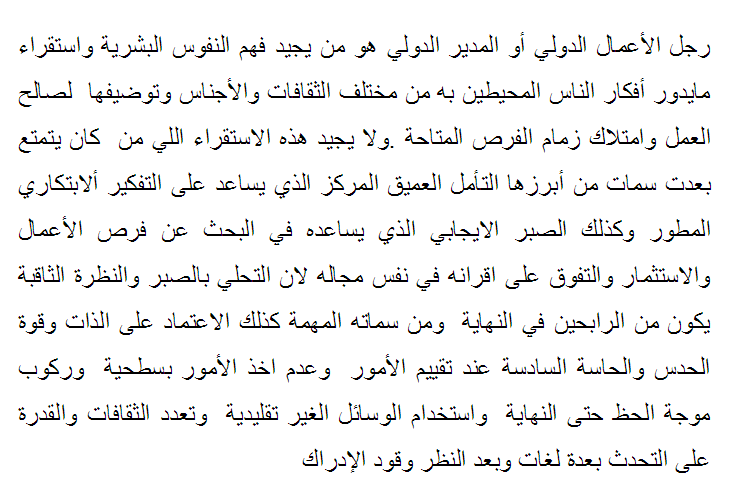 رجل الأعمال الدولي أو المدير الدولي هو من يجيد فهم النفوس البشرية واستقراء
مايدور أفكار الناس المحيطين به من مختلف الثقافات والأجناس وتوضيفها لصالح
العمل وامتلاك زمام الفرص المتاحة .ولا يجيد هذه الاستقراء اللي من كان يتمتع
بعدت سمات من أبرزها التأمل العميق المركز الذي يساعد على التفكير ألابتكاري
المطور وكذلك الصبر الايجابي الذي يساعده في البحث عن فرص الأعمال
والاستثمار والتفوق على اقرانه في نفس مجاله لان التحلي بالصبر والنظرة الثاقبة
يكون من الرابحين في النهاية ومن سماته المهمة كذلك الاعتماد على الذات وقوة
الحدس والحاسة السادسة عند تقييم الأمور وعدم اخذ الأمور بسطحية وركوب
موجة الحظ حتى النهاية واستخدام الوسائل الغير تقليدية وتعدد الثقافات والقدرة
على التحدث بعدة لغات وبعد النظر وقود الإدراك